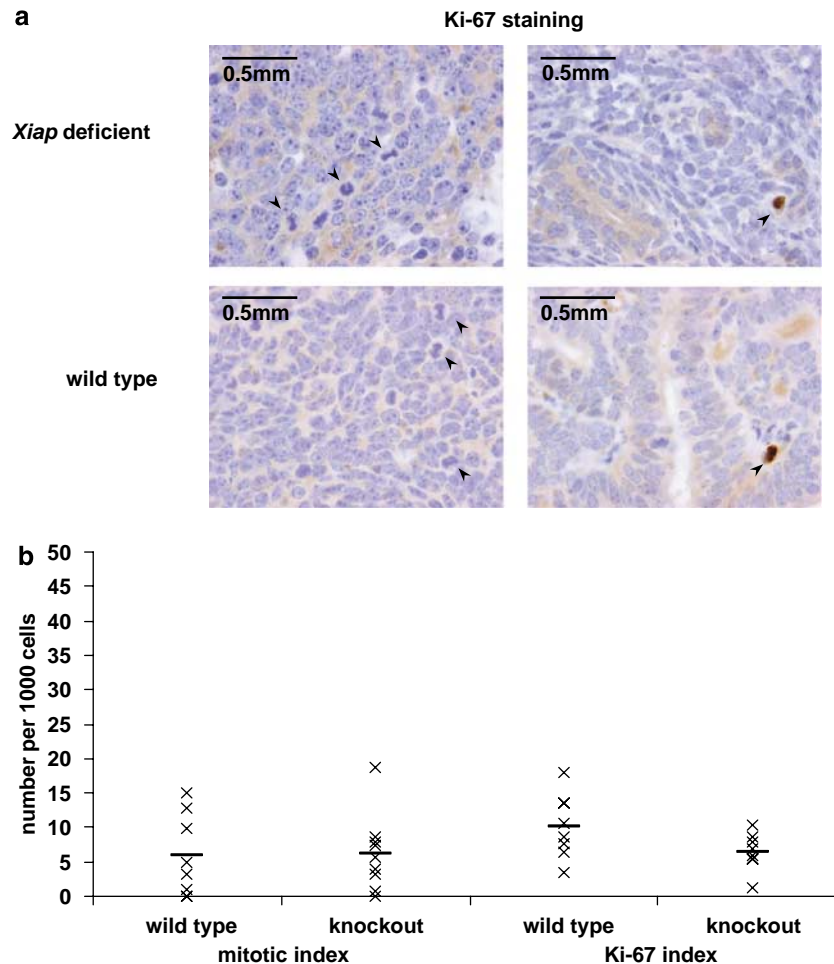 a
Ki-67 staining
0.5mm
0.5mm
Xiap deficient
0.5mm
0.5mm
wild type
b
number per 1000 cells
50
45
40
35
30
25
20
15
10
5
0
wild type knockout wild type knockout
mitotic index Ki-67 index